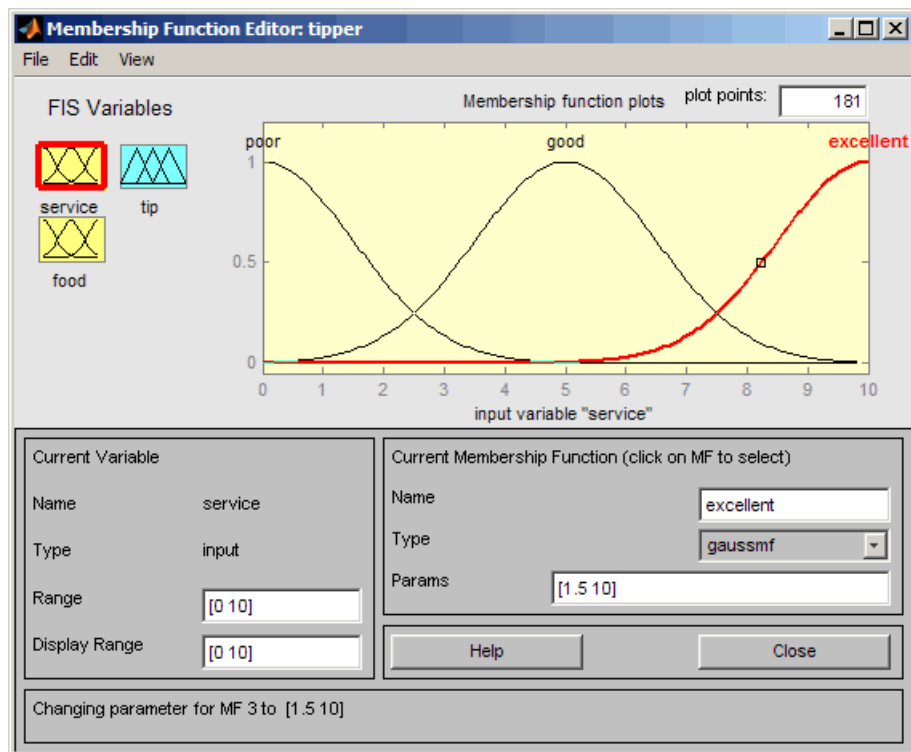 Membership Function Editor: tipper
File Edit View
FIS Variables
Membership function plots plot points: 181
service tip
food
poor good excellent
1
0.5
0
0 1 2 3 4 5 6 7 8 9 10
input variable "service"
Current Variable
Name service
Type input
Range [0 10]
Display Range [0 10]
Current Membership Function (click on MF to select)
Name excellent
Type gaussmf
Params [1.5 10]
Help Close
Changing parameter for MF 3 to [1.5 10]